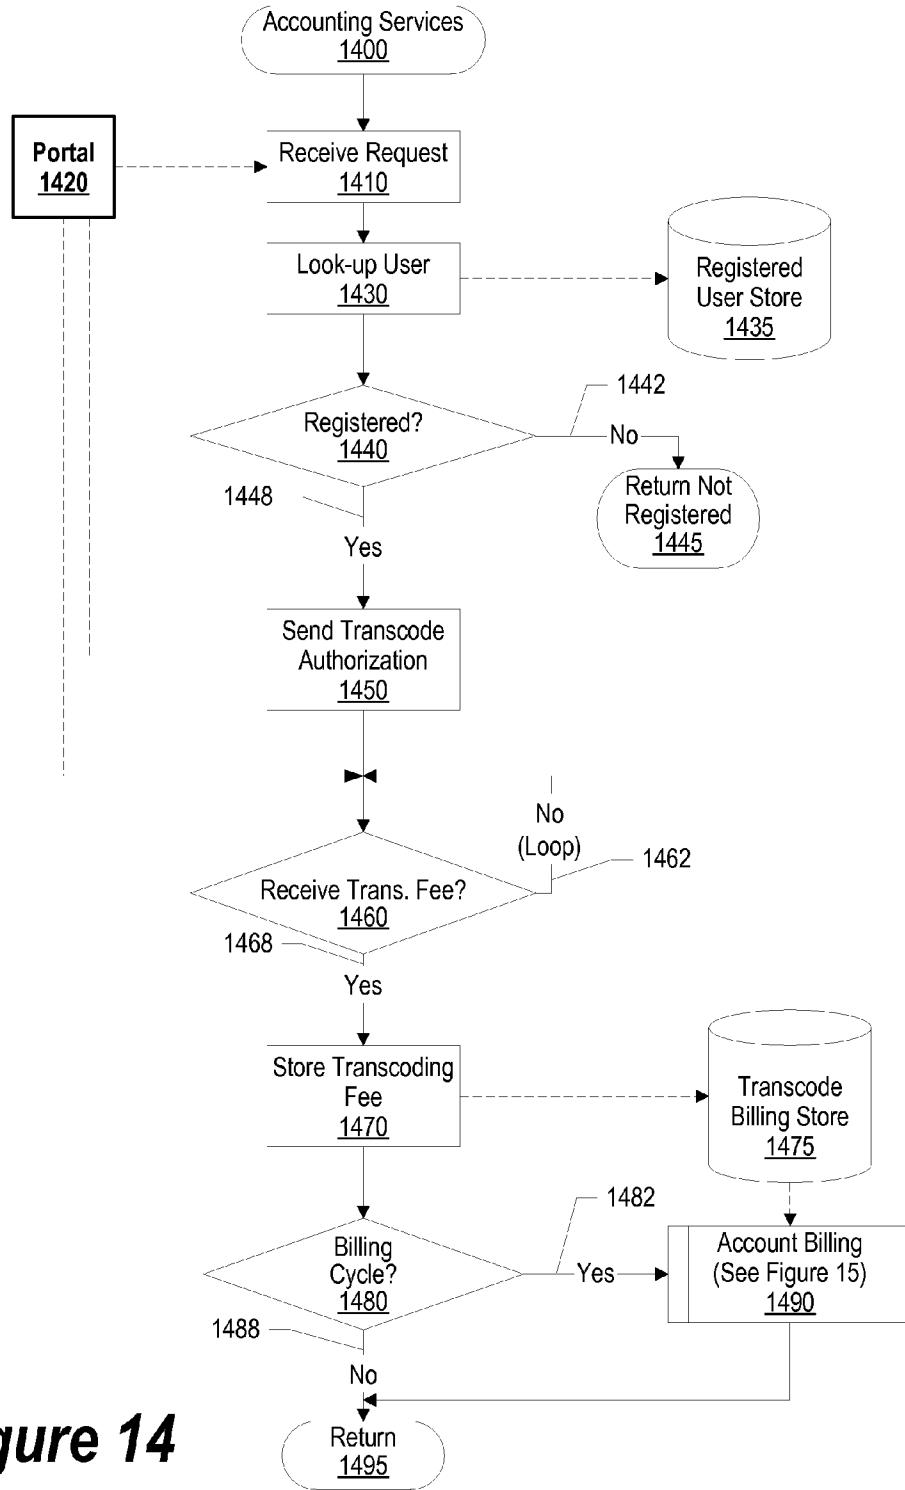 Accounting Services
1400
Portal
1420
Receive Request
1410
Look-up User
1430
Registered
User Store
1435
Registered?
1440
1442
No
Return Not
Registered
1445
1448
Yes
Send Transcode
Authorization
1450
No
(Loop)
1462
Receive Trans. Fee?
1460
1468
Yes
Store Transcoding
Fee
1470
Transcode
Billing Store
1475
1482
Billing
Cycle?
1480
Yes
Account Billing
(See Figure 15)
1490
1488
No
Return
1495
gure 14